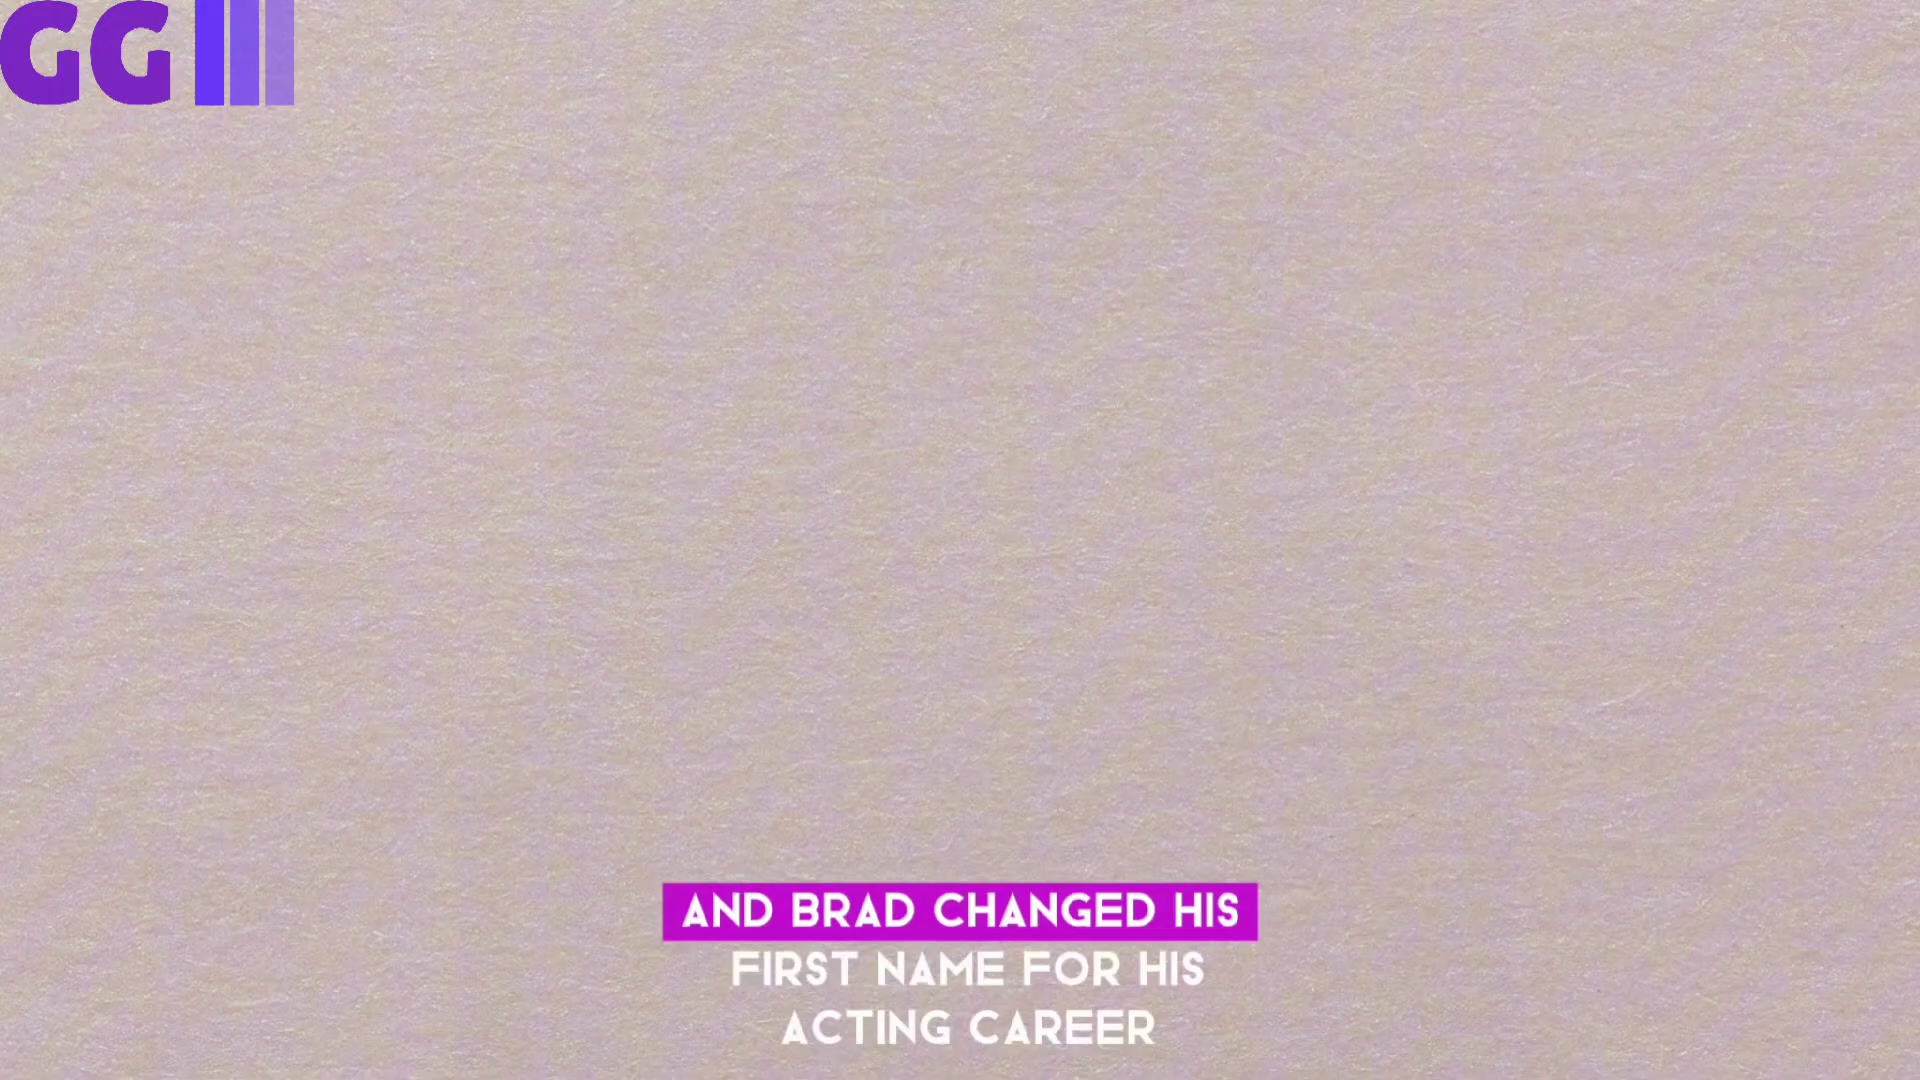 GG
AND BRAD CHANGED HIS
FIRST NAME FOR HIS
ACTING CAREER